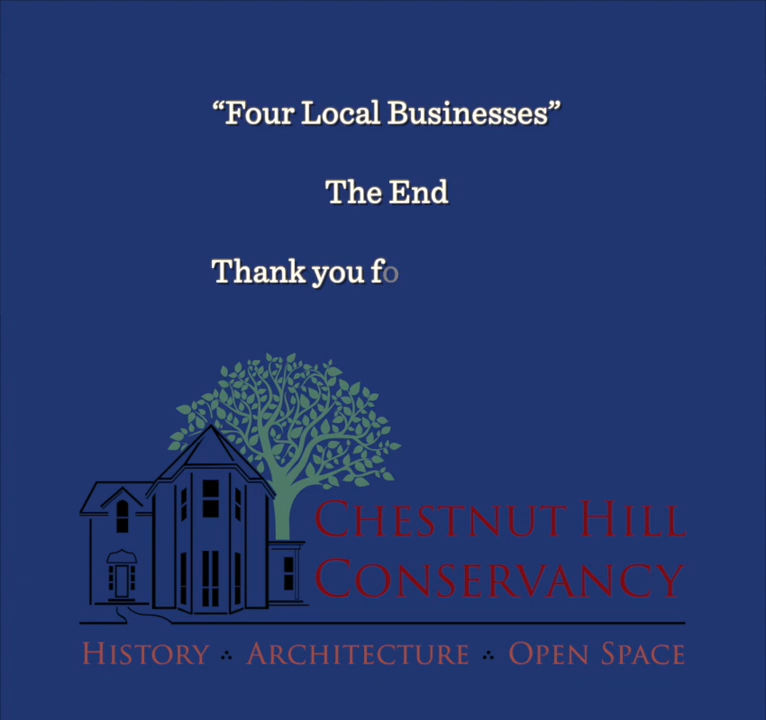 “Four Local Businesses”
The End
Thank you fo
Chestnut Hill
Conservancy
History ∴ Architecture ∴ Open Space